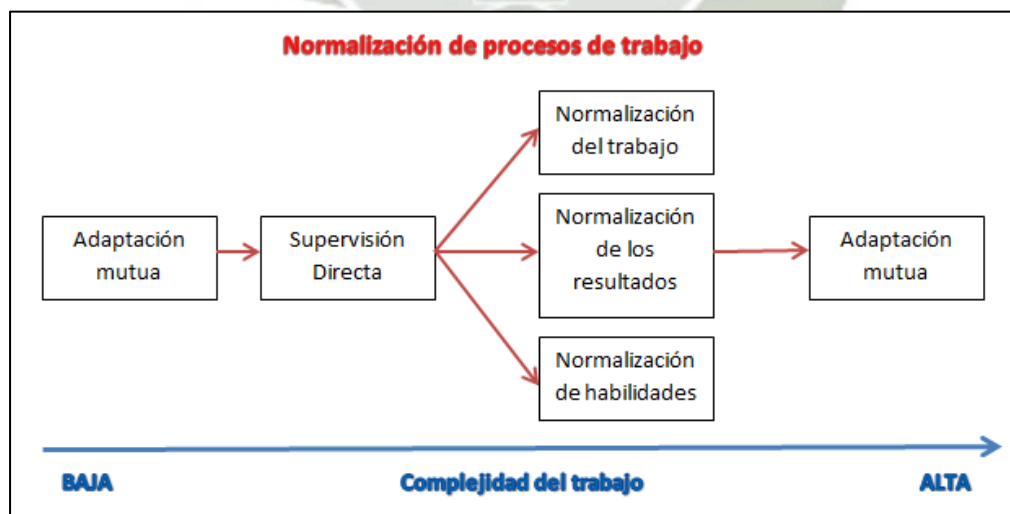 Normalización de procesos de trabajo
Adaptación
mutua
Supervisión
Directa
Normalización
del trabajo
Normalización
de los
resultados
Normalización
de habilidades
Adaptación
mutua
BAJA
Complejidad del trabajo
ALTA